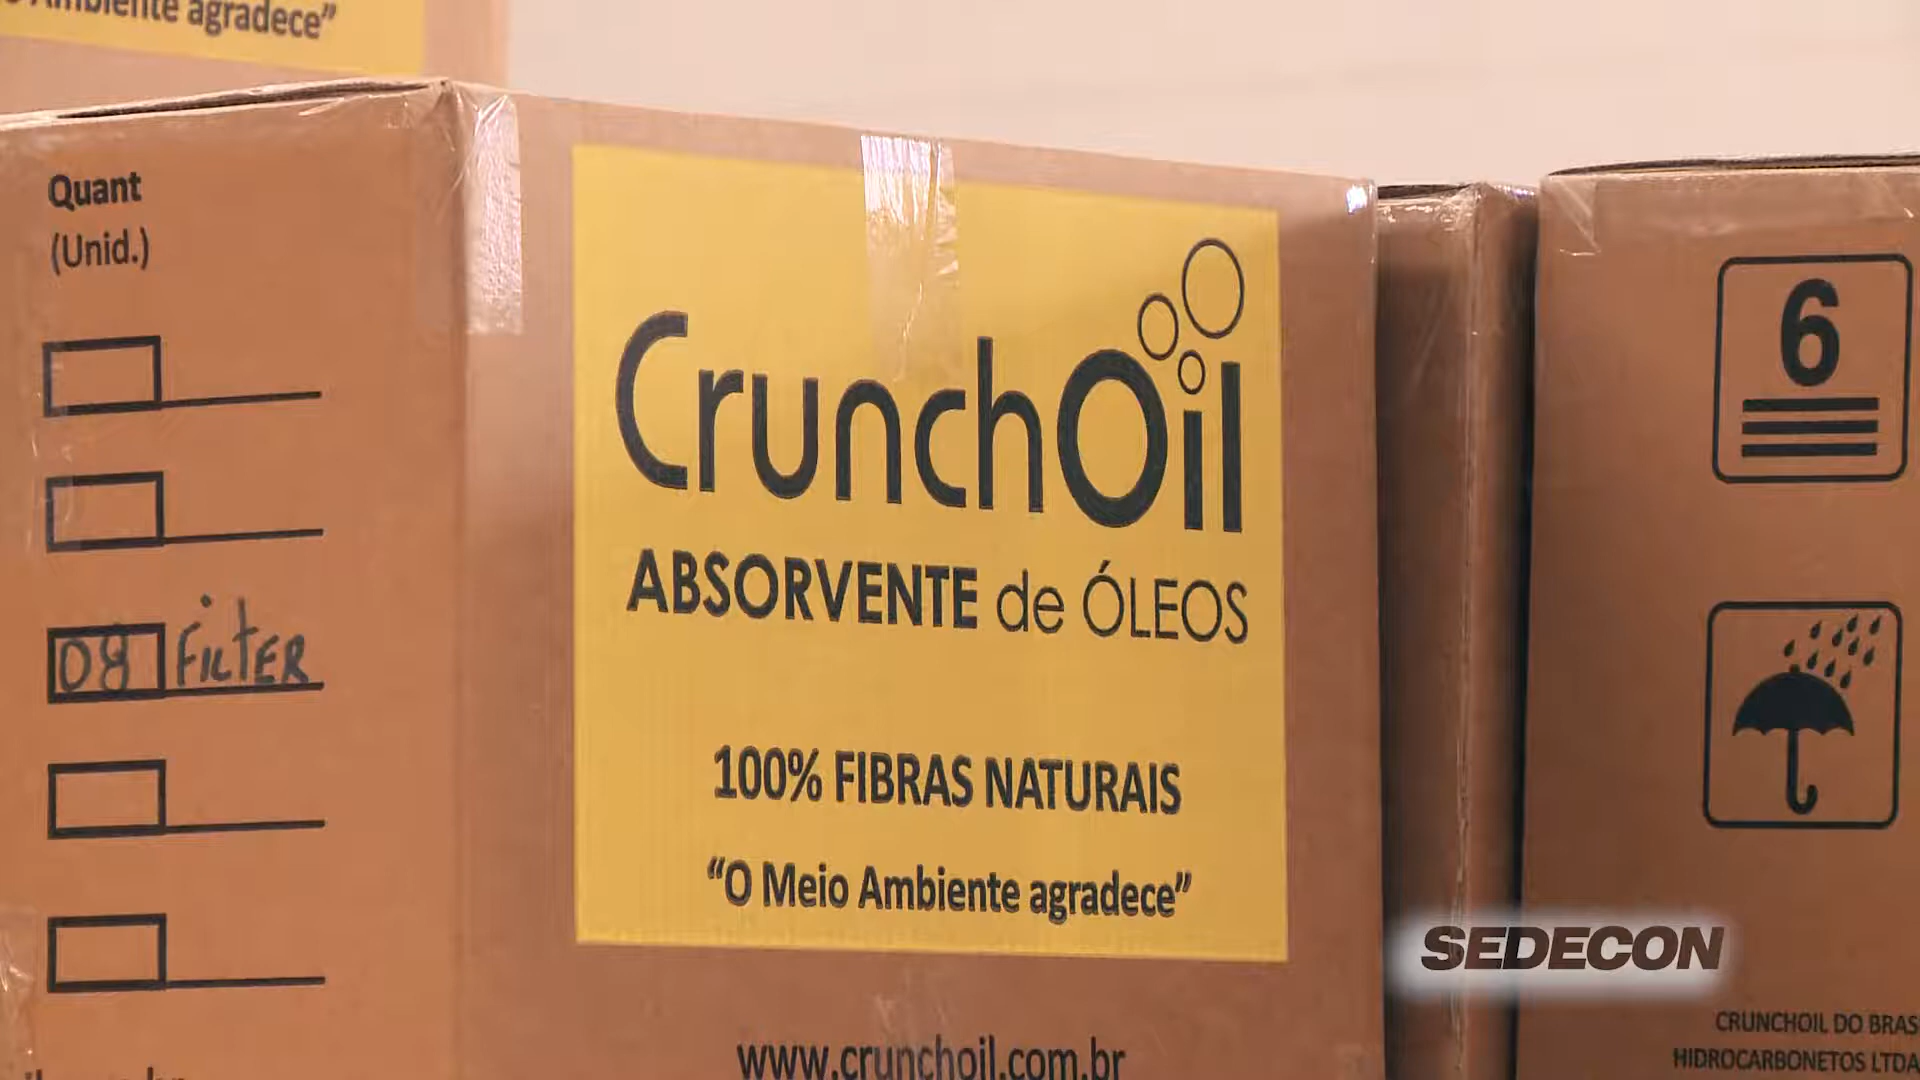 Ambiente agradece”
Quant
(Unid.)
08 FILTER
CrunchOil
ABSORVENTE de ÓLEOS
100% FIBRAS NATURAIS
“O Meio Ambiente agradece”
www.crunchoil.com.br
6
SEDECON
CRUNCHOIL DO BRAS
HIDROCARBONETOS LTDA